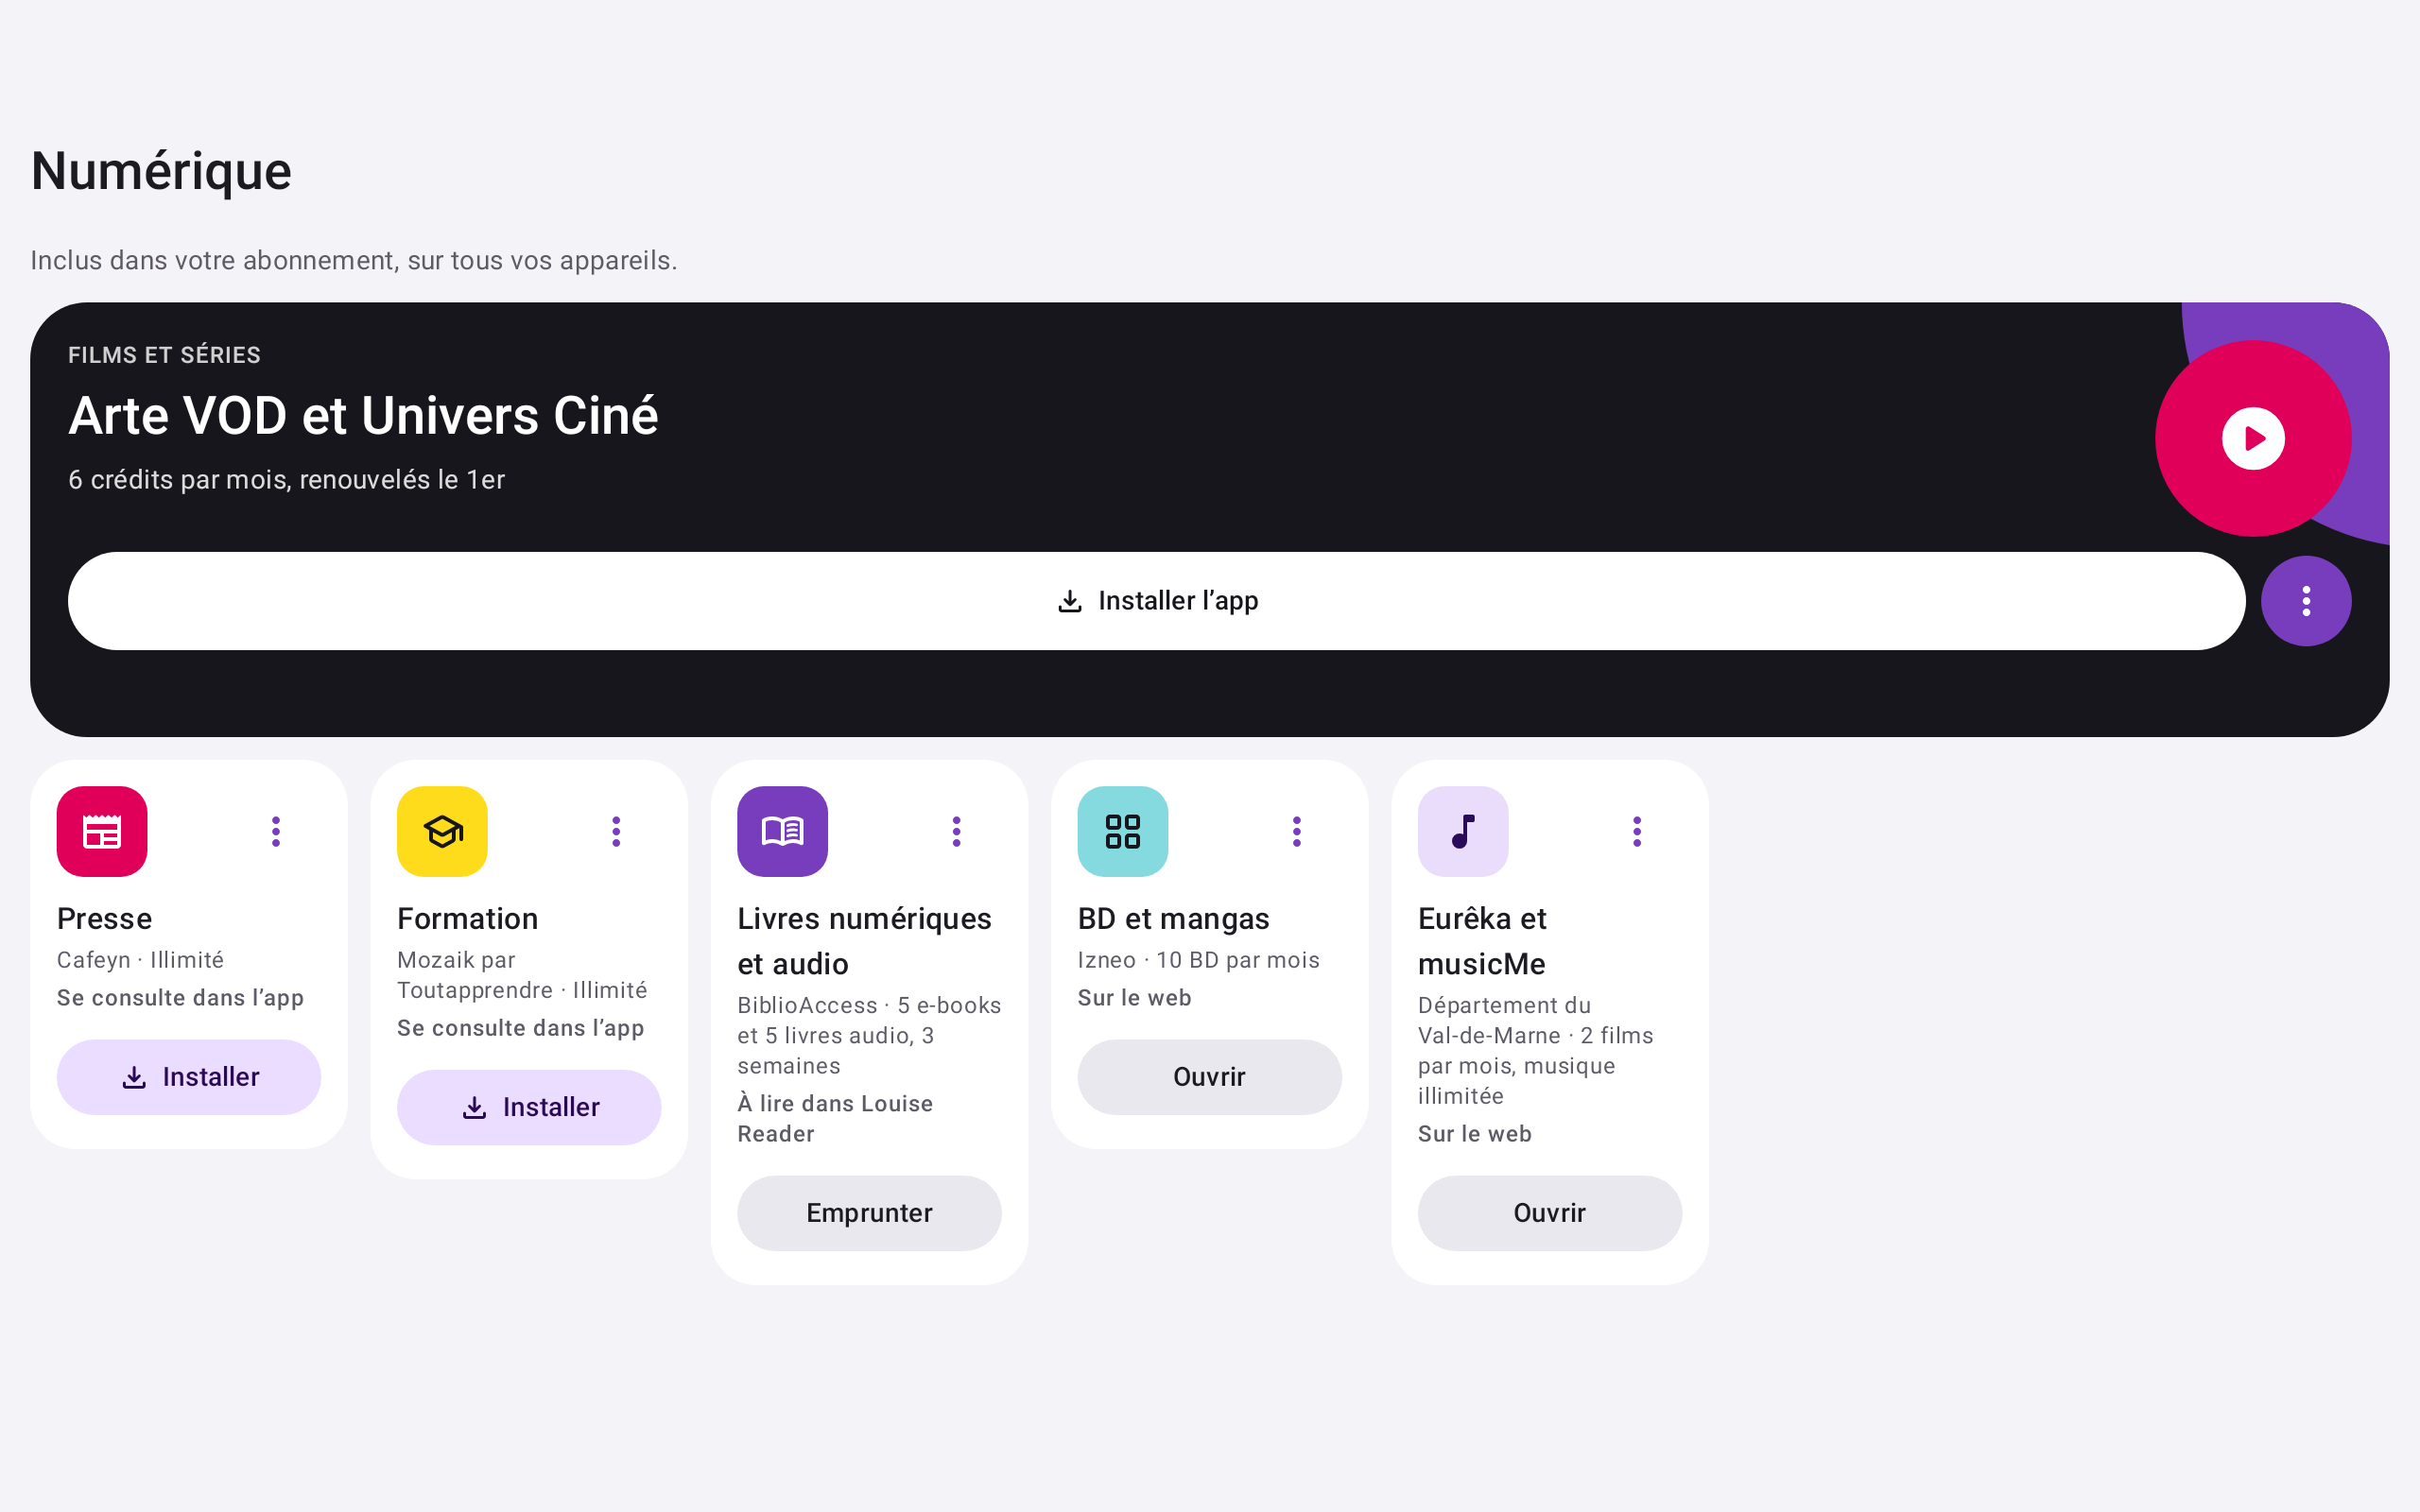 Numérique
Inclus dans votre abonnement, sur tous vos appareils.
FILMS ET SÉRIES
Arte VOD et Univers Ciné
6 crédits par mois, renouvelés le 1er
Installer l’app
Presse
Cafeyn · Illimité
Se consulte dans l’app
Installer
Formation
Mozaik par
Toutapprendre · Illimité
Se consulte dans l’app
Installer
Livres numériques
et audio
BiblioAccess · 5 e-books
et 5 livres audio, 3
semaines
À lire dans Louise
Reader
Emprunter
BD et mangas
Izneo · 10 BD par mois
Sur le web
Ouvrir
Eurêka et
musicMe
Département du
Val-de-Marne · 2 films
par mois, musique
illimitée
Sur le web
Ouvrir